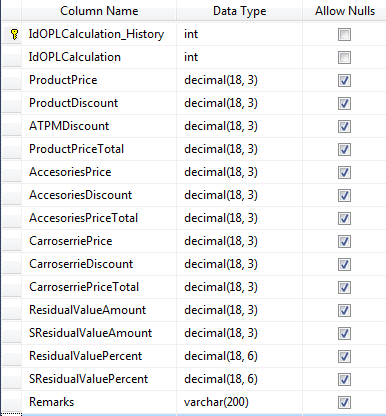 Column Name Data Type Allow Nulls
IdOPLCalculation_History int
IdOPLCalculation int
ProductPrice decimal(18, 3)
ProductDiscount decimal(18, 3)
ATPMDiscount decimal(18, 3)
ProductPriceTotal decimal(18, 3)
AccesoriesPrice decimal(18, 3)
AccesoriesDiscount decimal(18, 3)
AccesoriesPriceTotal decimal(18, 3)
CarroserriePrice decimal(18, 3)
CarroserrieDiscount decimal(18, 3)
CarroserriePriceTotal decimal(18, 3)
ResidualValueAmount decimal(18, 3)
SResidualValueAmount decimal(18, 3)
ResidualValuePercent decimal(18, 6)
SResidualValuePercent decimal(18, 6)
Remarks varchar(200)